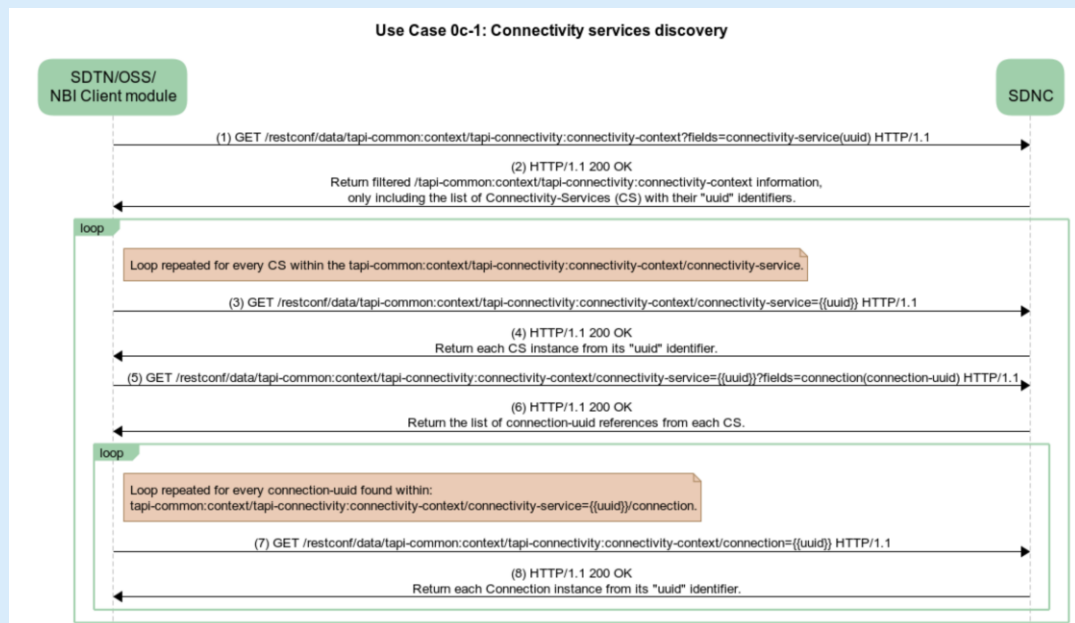 Use Case 0c-1: Connectivity services discovery
SDTN/OSS/
NBI Client module
SDNC
(1) GET /restconf/data/tapi-common:context/tapi-connectivity:connectivity-context?fields=connectivity-service(uuid) HTTP/1.1
(2) HTTP/1.1 200 OK
Return filtered /tapi-common:context/tapi-connectivity:connectivity-context information,
only including the list of Connectivity-Services (CS) with their "uuid" identifiers.
loop
Loop repeated for every CS within the tapi-common:context/tapi-connectivity:connectivity-context/connectivity-service.
(3) GET /restconf/data/tapi-common:context/tapi-connectivity:connectivity-context/connectivity-service={{uuid}} HTTP/1.1
(4) HTTP/1.1 200 OK
Return each CS instance from its "uuid" identifier.
(5) GET /restconf/data/tapi-common:context/tapi-connectivity:connectivity-context/connectivity-service={{uuid}}?fields=connection(connection-uuid) HTTP/1.1
(6) HTTP/1.1 200 OK
Return the list of connection-uuid references from each CS.
loop
Loop repeated for every connection-uuid found within:
tapi-common:context/tapi-connectivity:connectivity-context/connectivity-service={{uuid}}/connection.
(7) GET /restconf/data/tapi-common:context/tapi-connectivity:connectivity-context/connection={{uuid}} HTTP/1.1
(8) HTTP/1.1 200 OK
Return each Connection instance from its "uuid" identifier.